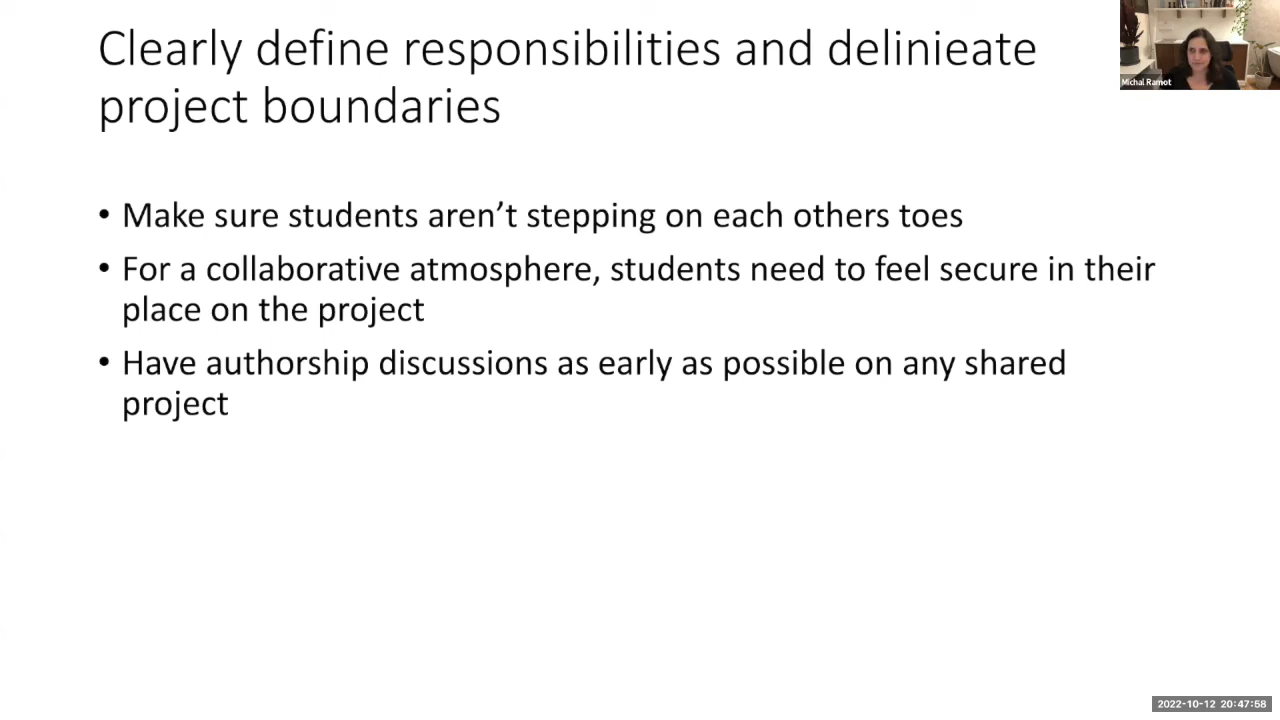 Clearly define responsibilities and delinieate
project boundaries
Michal Ramot
• Make sure students aren’t stepping on each others toes
• For a collaborative atmosphere, students need to feel secure in their
place on the project
• Have authorship discussions as early as possible on any shared
project
2022-10-12 20:47:58